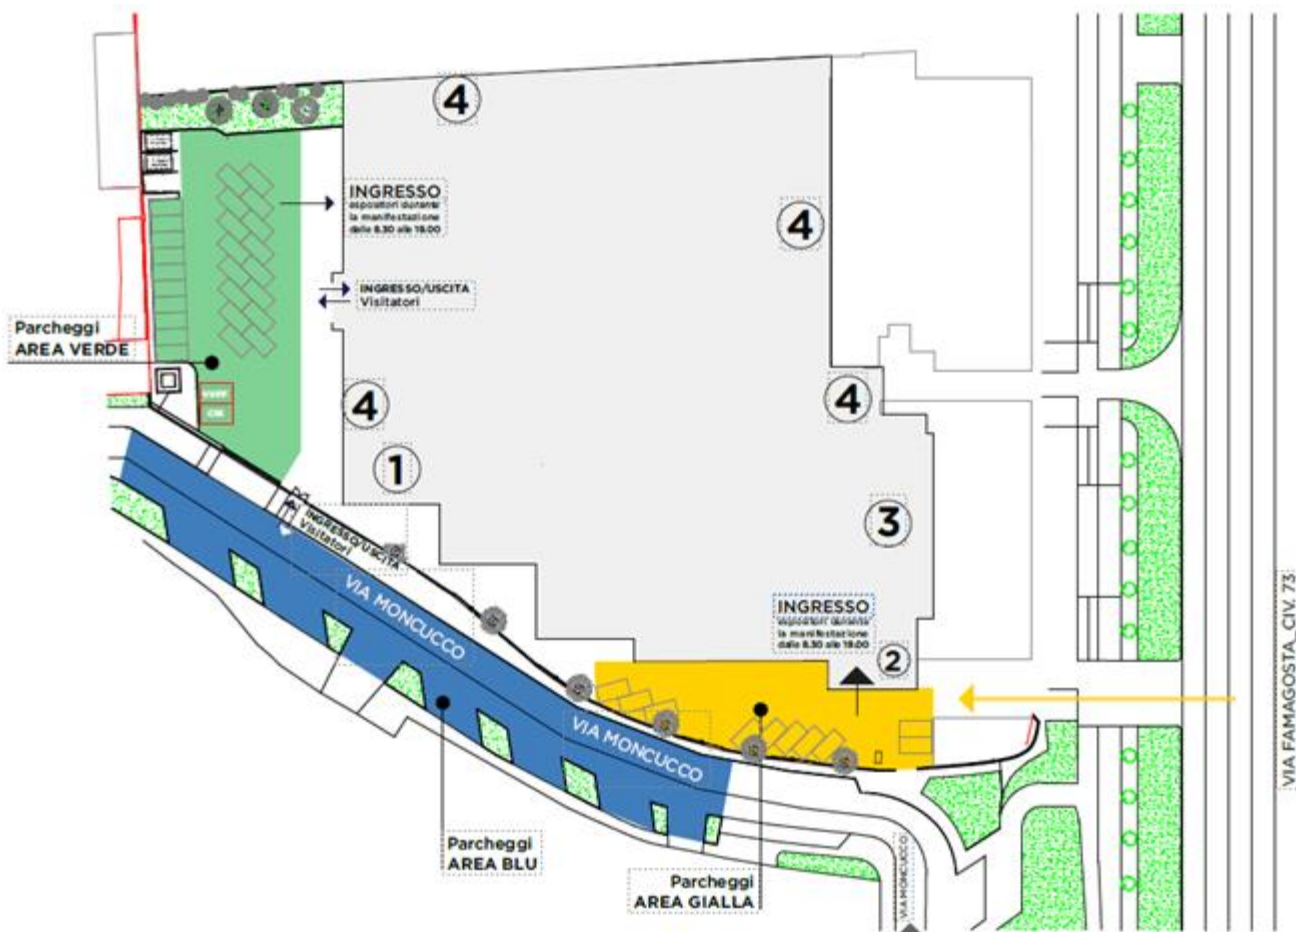 4
INGRESSO
espositori durante
la manifestazione
dalle 8.30 alle 19.00
4
INGRESSO/USCITA
Visitatori
Parcheggi
AREA VERDE
4
4
1
3
INGRESSO/USCITA
Visitatori
VIA MONCUCCO
INGRESSO
espositori durante
la manifestazione
dalle 8.30 alle 19.00
2
VIA MONCUCCO
VIA FAMAGOSTA_CIV. 73
Parcheggi
AREA BLU
Parcheggi
AREA GIALLA
VIA MONCUCCO